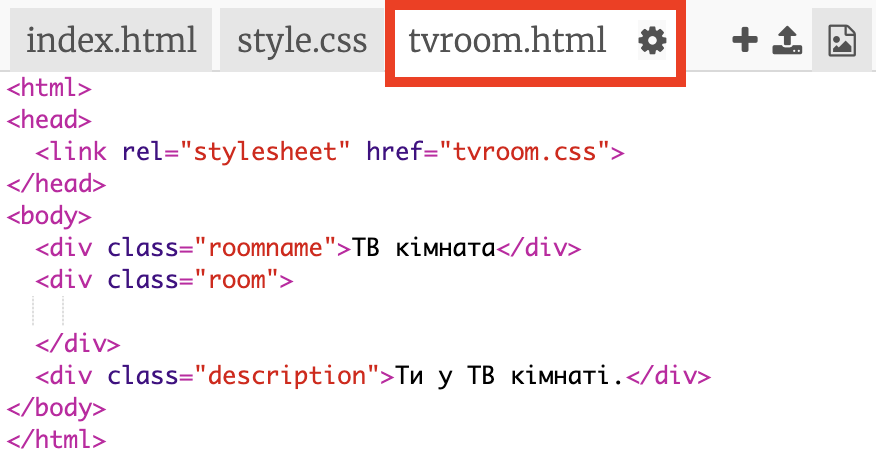 index.html style.css tvroom.html
<html>
<head>
  <link rel="stylesheet" href="tvroom.css">
</head>
<body>
  <div class="roomname">ТВ кімната</div>
  <div class="room">
  </div>
  <div class="description">Ти у ТВ кімнаті.</div>
</body>
</html>